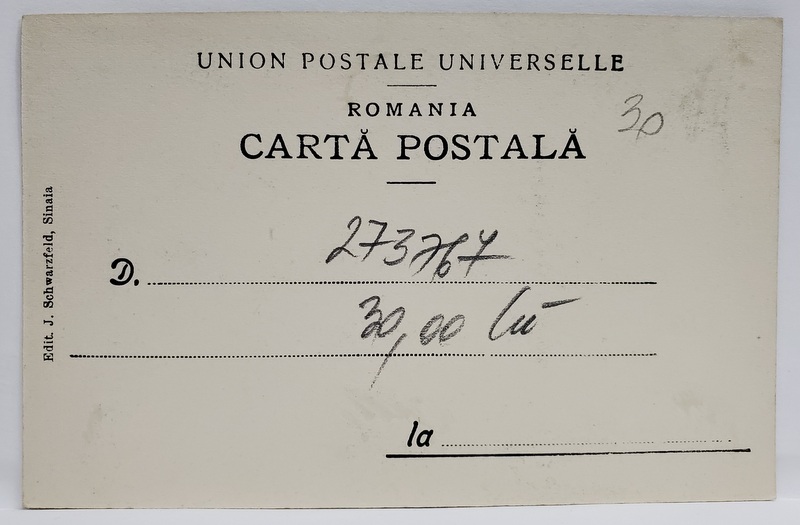 UNION POSTALE UNIVERSELLE
ROMANIA
30
CARTĂ POSTALĂ
Edit. J. Schwarzfeld, Sinaia
273767
D.
30,00 lei
la